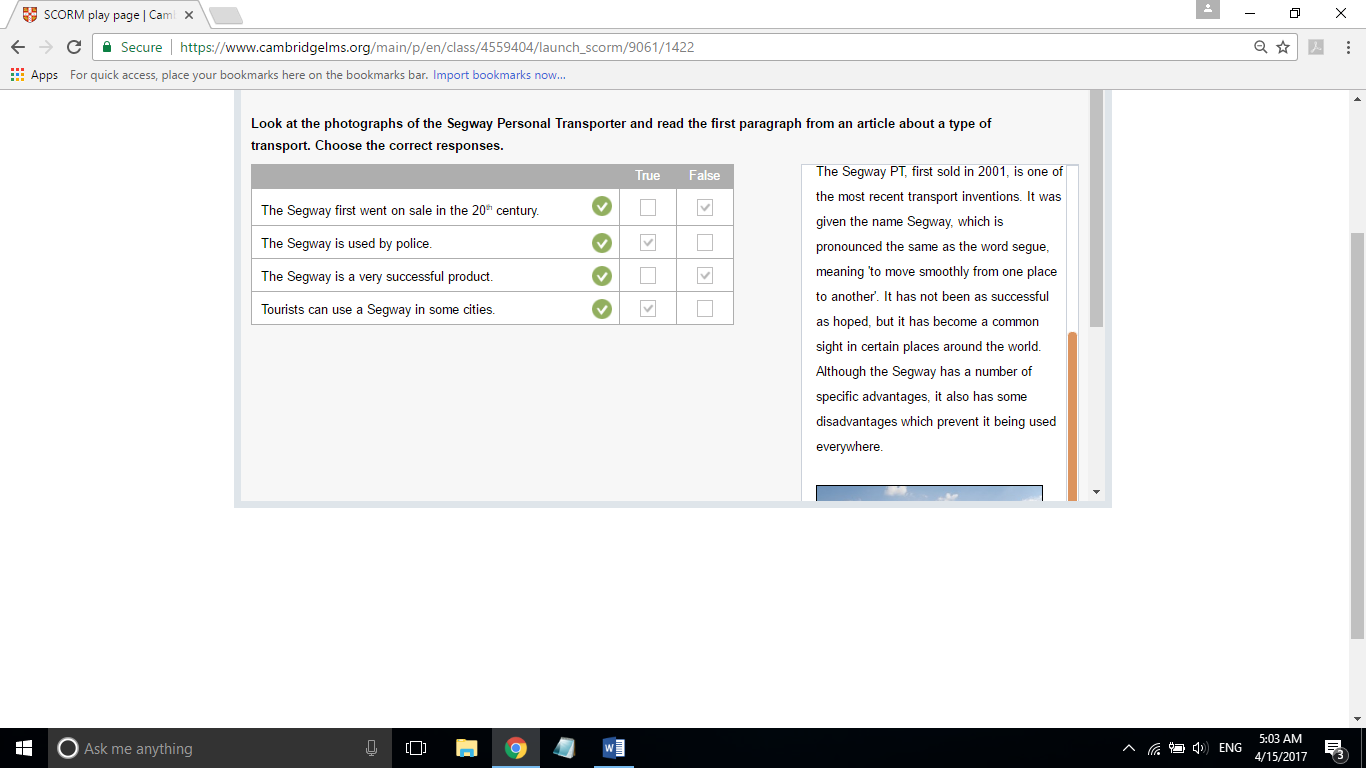 SCORM play page | Cam
Secure
https://www.cambridgelms.org/main/p/en/class/4559404/launch_scorm/9061/1422
Apps
For quick access, place your bookmarks here on the bookmarks bar. Import bookmarks now...
Look at the photographs of the Segway Personal Transporter and read the first paragraph from an article about a type of
transport. Choose the correct responses.
True False
The Segway first went on sale in the 20th century.
The Segway is used by police.
The Segway is a very successful product.
Tourists can use a Segway in some cities.
The Segway PT, first sold in 2001, is one of
the most recent transport inventions. It was
given the name Segway, which is
pronounced the same as the word segue,
meaning 'to move smoothly from one place
to another'. It has not been as successful
as hoped, but it has become a common
sight in certain places around the world.
Although the Segway has a number of
specific advantages, it also has some
disadvantages which prevent it being used
everywhere.
Ask me anything
W
ENG
5:03 AM
4/15/2017
3